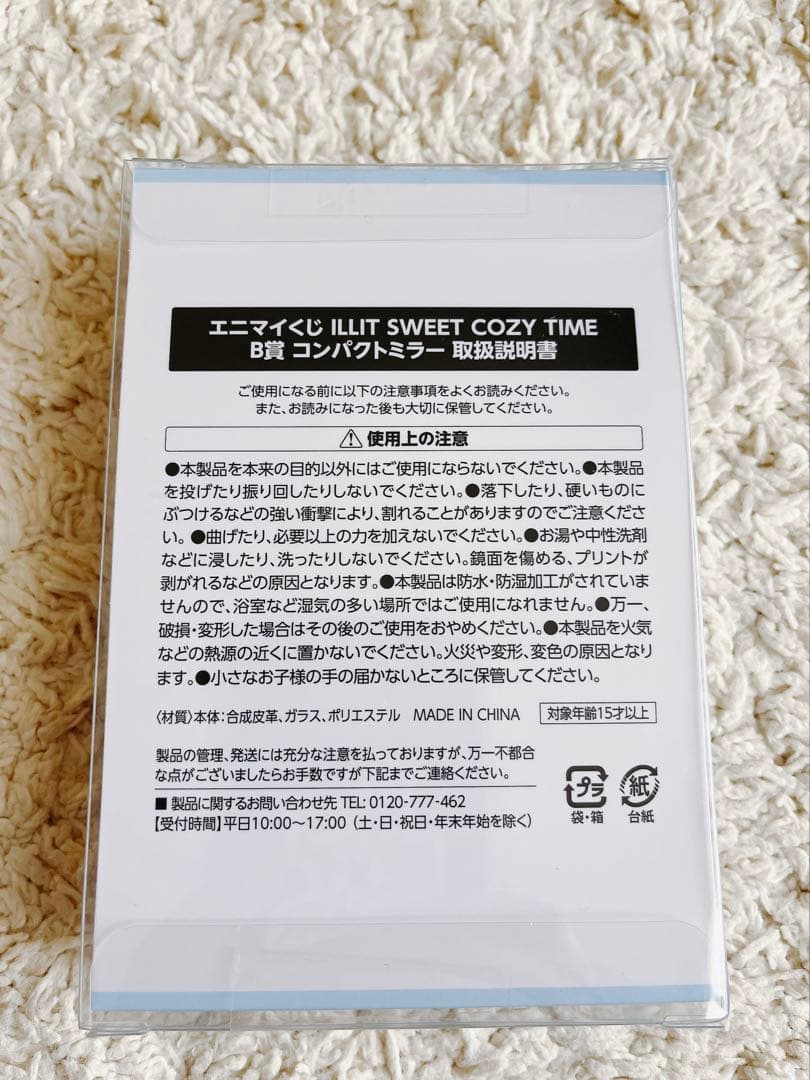 エニマイくじ ILLIT SWEET COZY TIME
B賞 コンパクトミラー 取扱説明書
ご使用になる前に以下の注意事項をよくお読みください。
また、お読みになった後も大切に保管してください。
⚠ 使用上の注意
●本製品を本来の目的以外にはご使用にならないでください。●本製品
を投げたり振り回したりしないでください。●落下したり、硬いものに
ぶつけるなどの強い衝撃により、割れることがありますのでご注意くださ
い。●曲げたり、必要以上の力を加えないでください。●お湯や中性洗剤
などに浸したり、洗ったりしないでください。鏡面を傷める、プリントが
剥がれるなどの原因となります。●本製品は防水・防湿加工がされていま
せんので、浴室など湿気の多い場所ではご使用になれません。●万一、
破損・変形した場合はその後のご使用をおやめください。●本製品を火気
などの熱源の近くに置かないでください。火災や変形、変色の原因となり
ます。●小さなお子様の手の届かないところに保管してください。
〈材質〉本体：合成皮革、ガラス、ポリエステル MADE IN CHINA 対象年齢15才以上
製品の管理、発送には充分な注意を払っておりますが、万一不都合
な点がございましたらお手数ですが下記までご連絡ください。
■ 製品に関するお問い合わせ先 TEL: 0120-777-462
【受付時間】平日10:00～17:00（土・日・祝日・年末年始を除く）
プラ 紙
袋・箱 台紙